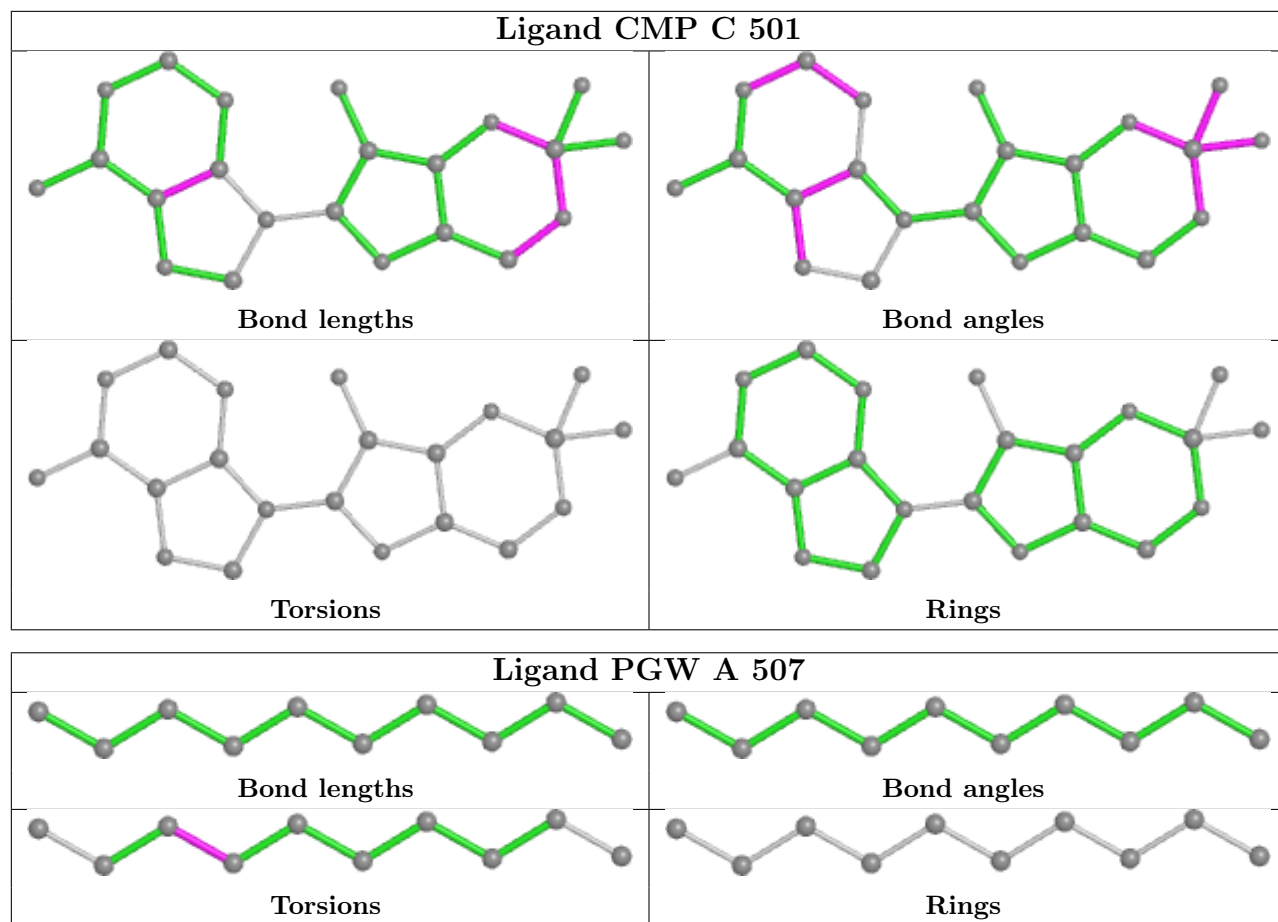 Ligand CMP C 501
Bond lengths
Bond angles
Torsions
Rings
Ligand PGW A 507
Bond lengths
Bond angles
Torsions
Rings